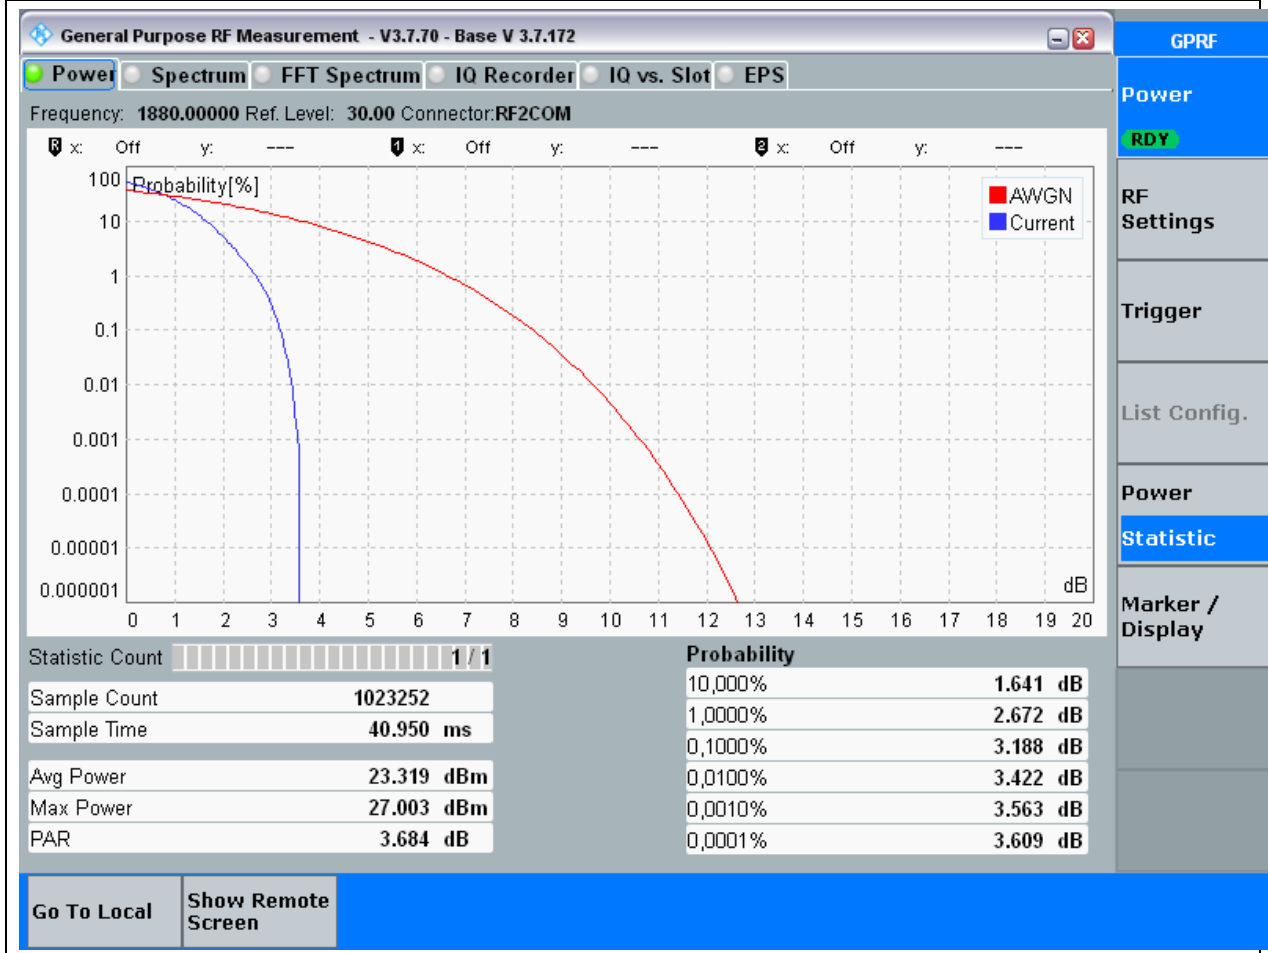 General Purpose RF Measurement - V3.7.70 - Base V 3.7.172
GPRF
Power Spectrum FFT Spectrum IQ Recorder IQ vs. Slot EPS
Frequency: 1880.00000 Ref. Level: 30.00 Connector:RF2COM
R x: Off y: --- 1 x: Off y: --- 2 x: Off y: ---
Probability[%]
AWGN
Current
100
10
1
0.1
0.01
0.001
0.0001
0.00001
0.000001
dB
0 1 2 3 4 5 6 7 8 9 10 11 12 13 14 15 16 17 18 19 20
Statistic Count 1 / 1
Sample Count 1023252
Sample Time 40.950 ms
Avg Power 23.319 dBm
Max Power 27.003 dBm
PAR 3.684 dB
Probability
10,000% 1.641 dB
1,0000% 2.672 dB
0,1000% 3.188 dB
0,0100% 3.422 dB
0,0010% 3.563 dB
0,0001% 3.609 dB
Power
RDY
RF
Settings
Trigger
List Config.
Power
Statistic
Marker /
Display
Go To Local
Show Remote
Screen